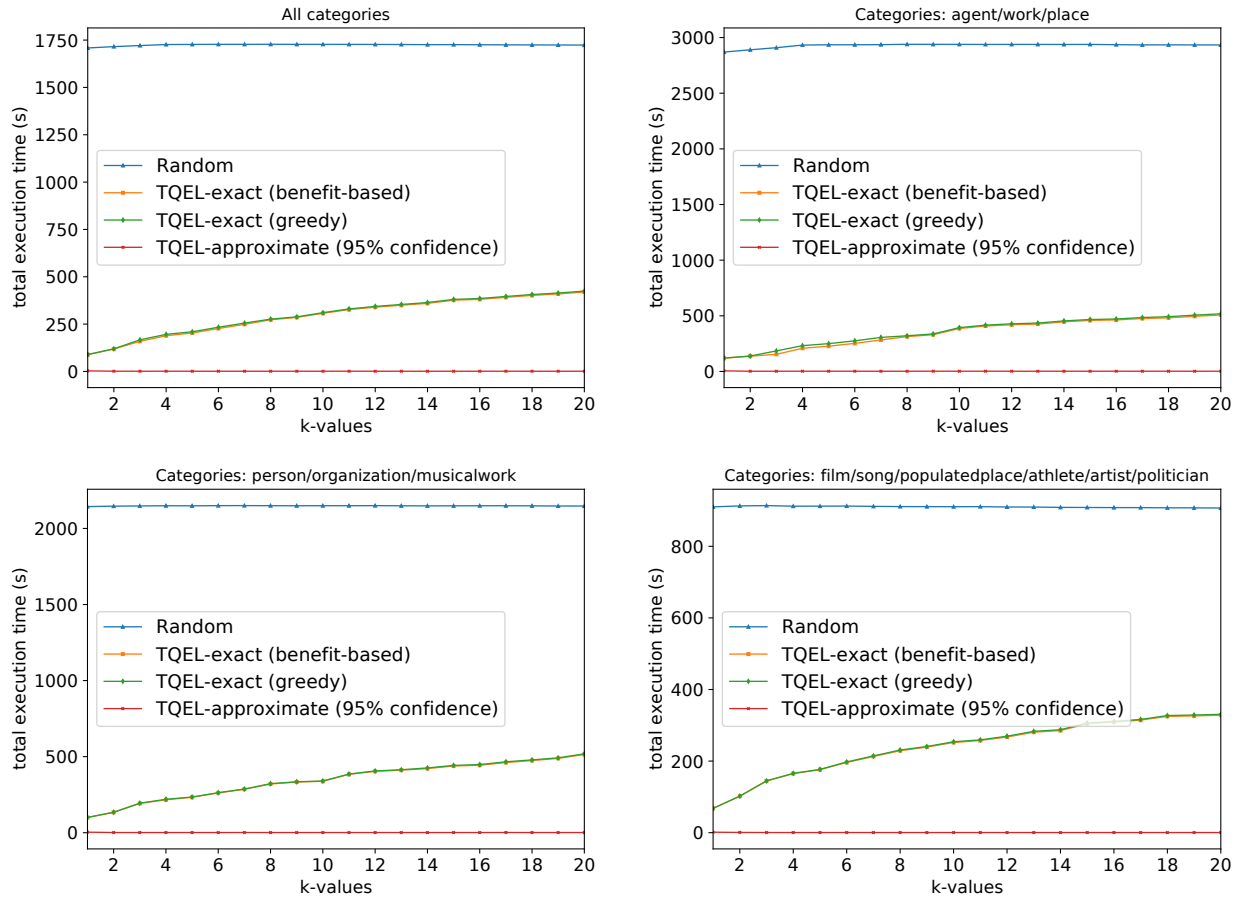 All categories
1750
1500
1250
1000
750
500
250
0
total execution time (s)
Random
TQEL-exact (benefit-based)
TQEL-exact (greedy)
TQEL-approximate (95% confidence)
2 4 6 8 10 12 14 16 18 20
k-values
Categories: agent/work/place
3000
2500
2000
1500
1000
500
0
total execution time (s)
Random
TQEL-exact (benefit-based)
TQEL-exact (greedy)
TQEL-approximate (95% confidence)
2 4 6 8 10 12 14 16 18 20
k-values
Categories: person/organization/musicalwork
2000
1500
1000
500
0
total execution time (s)
Random
TQEL-exact (benefit-based)
TQEL-exact (greedy)
TQEL-approximate (95% confidence)
2 4 6 8 10 12 14 16 18 20
k-values
Categories: film/song/populatedplace/athlete/artist/politician
800
600
400
200
0
total execution time (s)
Random
TQEL-exact (benefit-based)
TQEL-exact (greedy)
TQEL-approximate (95% confidence)
2 4 6 8 10 12 14 16 18 20
k-values